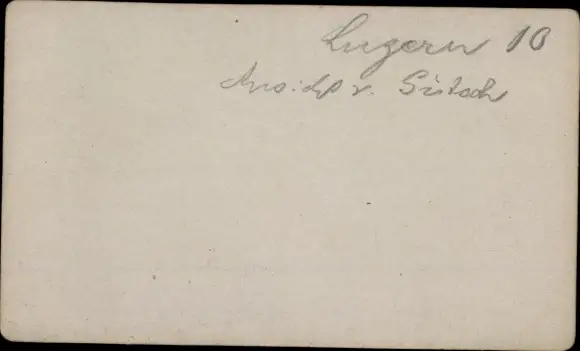 Luzern 10
Ansicht v. Gütsch